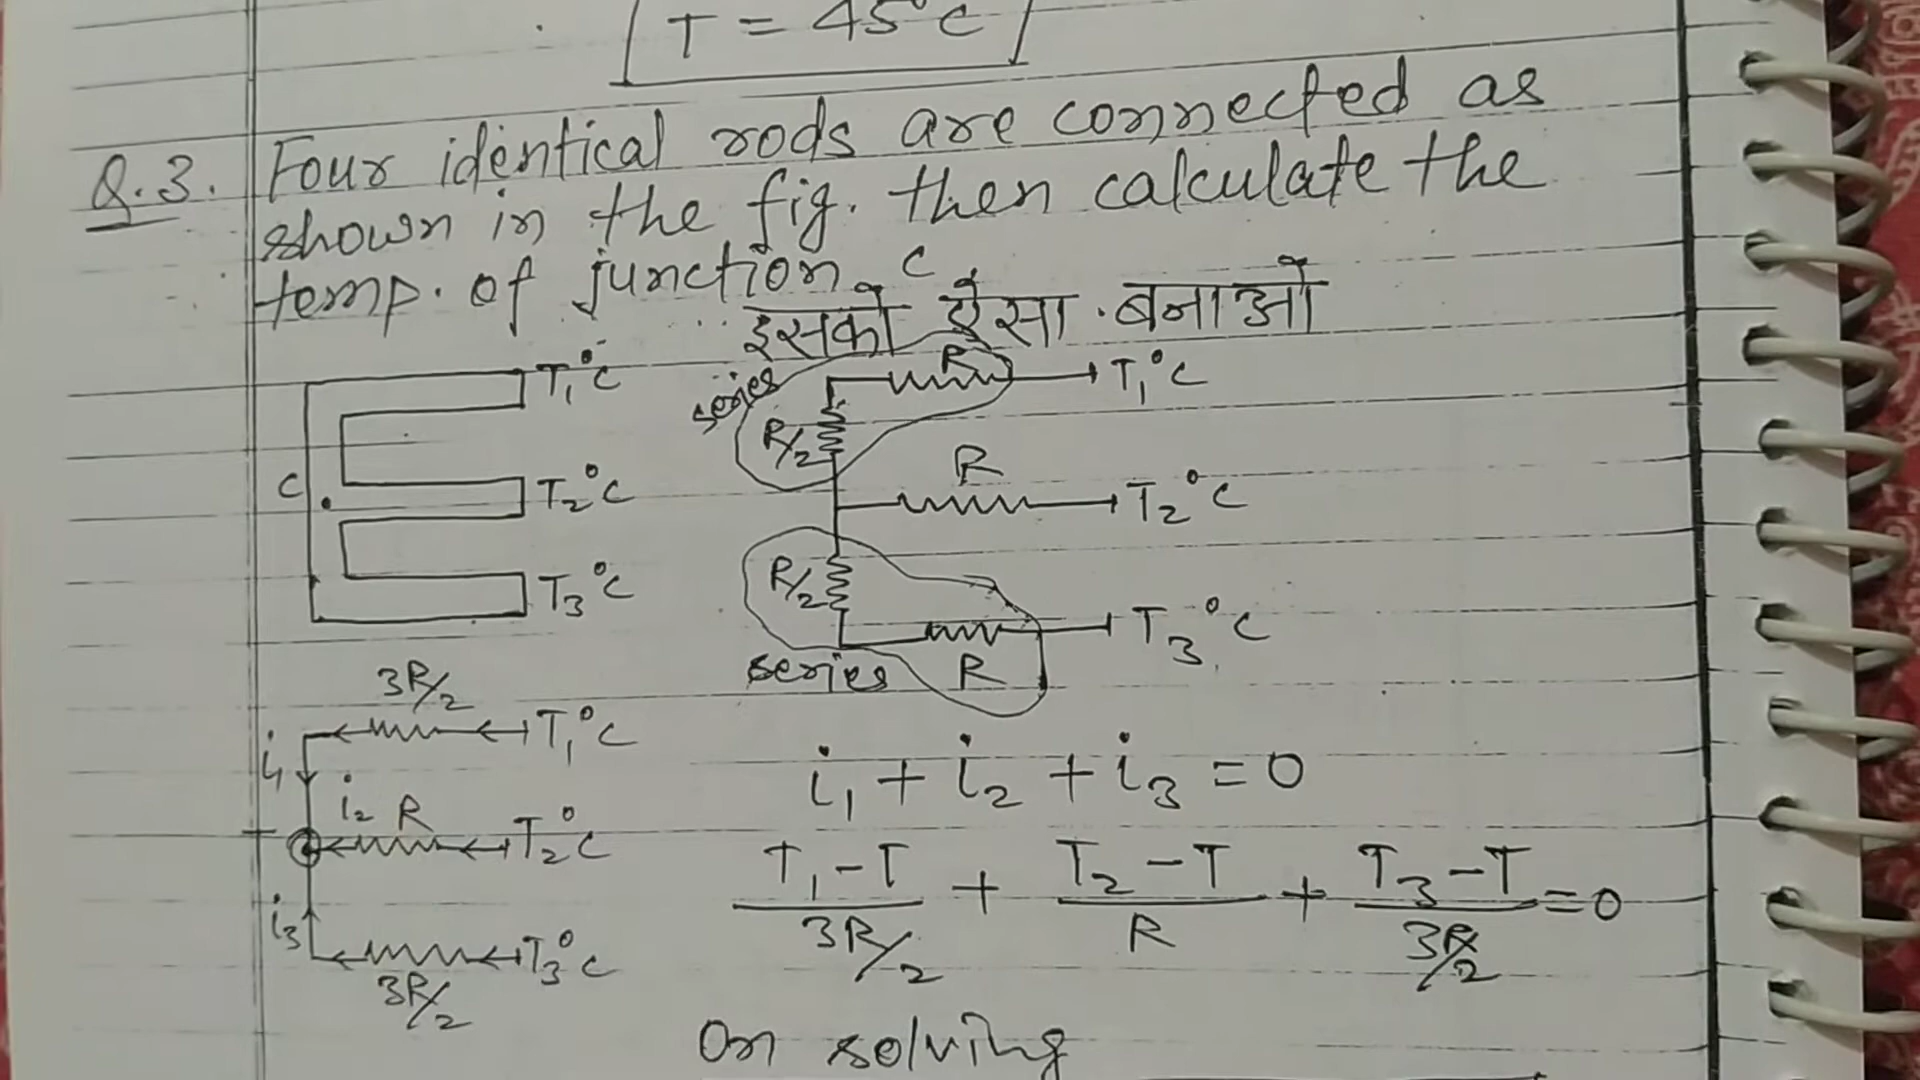 T = 45°C
Q.3. Four identical rods are connected as
shown in the fig. then calculate the
temp. of junction C
इसको ऐसा बनाओ
T₁°C
C
T₂°C
T₃°C
series
R
T₁°C
R/2
R
T₂°C
R/2
T₃°C
series
R
3R/2
T₁°C
i₁
i₂ R
T₂°C
i₃
T₃°C
3R/2
i₁ + i₂ + i₃ = 0
T₁-T/3R/2 + T₂-T/R + T₃-T/3R/2 = 0
on solving